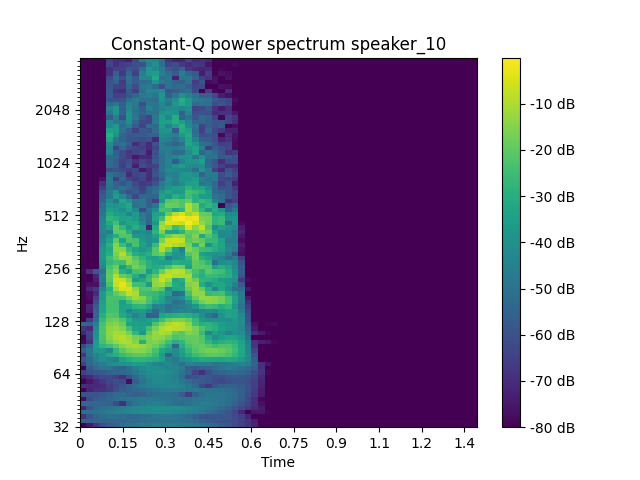 Constant-Q power spectrum speaker_10
Hz
2048
1024
512
256
128
64
32
0 0.15 0.3 0.45 0.6 0.75 0.9 1.1 1.2 1.4
Time
-10 dB
-20 dB
-30 dB
-40 dB
-50 dB
-60 dB
-70 dB
-80 dB